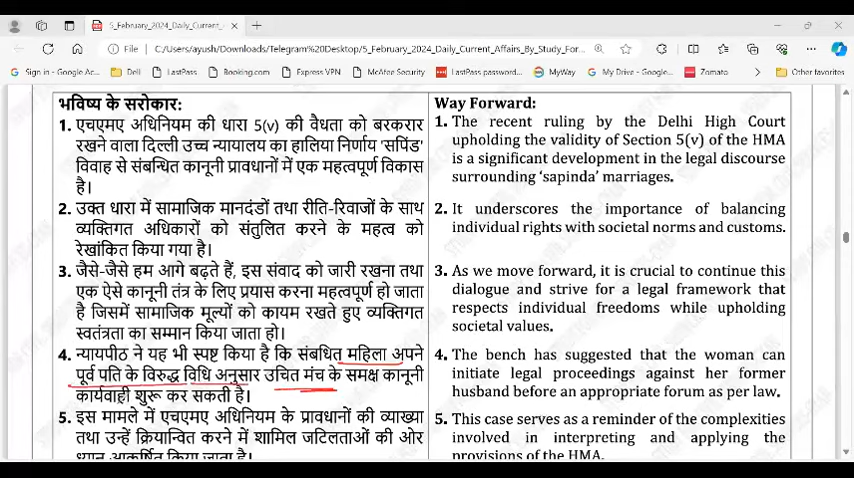 5_February_2024_Daily_Current_
File
C:/Users/ayush/Downloads/Telegram%20Desktop/5_February_2024_Daily_Current_Affairs_By_Study_For...
Sign in - Google Ac...
Dell
LastPass
Booking.com
Express VPN
McAfee Security
LastPass password...
MyWay
My Drive - Google...
Zomato
Other favorites
भविष्य के सरोकार:
1. एचएमए अधिनियम की धारा 5(v) की वैधता को बरकरार
रखने वाला दिल्ली उच्च न्यायालय का हालिया निर्णय ‘सपिंड’
विवाह से संबन्धित कानूनी प्रावधानों में एक महत्वपूर्ण विकास
है।
2. उक्त धारा में सामाजिक मानदंडों तथा रीति-रिवाजों के साथ
व्यक्तिगत अधिकारों को संतुलित करने के महत्व को
रेखांकित किया गया है।
3. जैसे-जैसे हम आगे बढ़ते हैं, इस संवाद को जारी रखना तथा
एक ऐसे कानूनी तंत्र के लिए प्रयास करना महत्वपूर्ण हो जाता
है जिसमें सामाजिक मूल्यों को कायम रखते हुए व्यक्तिगत
स्वतंत्रता का सम्मान किया जाता हो।
4. न्यायपीठ ने यह भी स्पष्ट किया है कि संबधित महिला अपने
पूर्व पति के विरुद्ध विधि अनुसार उचित मंच के समक्ष कानूनी
कार्यवाही शुरू कर सकती है।
5. इस मामले में एचएमए अधिनियम के प्रावधानों की व्याख्या
तथा उन्हें क्रियान्वित करने में शामिल जटिलताओं की ओर
ध्यान आकर्षित किया जाता है।
Way Forward:
1. The recent ruling by the Delhi High Court
upholding the validity of Section 5(v) of the HMA
is a significant development in the legal discourse
surrounding ‘sapinda’ marriages.
2. It underscores the importance of balancing
individual rights with societal norms and customs.
3. As we move forward, it is crucial to continue this
dialogue and strive for a legal framework that
respects individual freedoms while upholding
societal values.
4. The bench has suggested that the woman can
initiate legal proceedings against her former
husband before an appropriate forum as per law.
5. This case serves as a reminder of the complexities
involved in interpreting and applying the
provisions of the HMA.